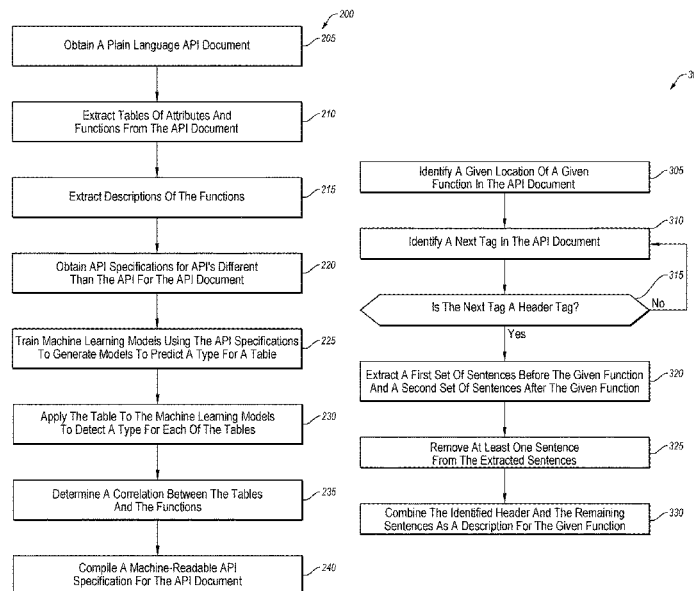 200
Obtain A Plain Language API Document
205
Extract Tables Of Attributes And
Functions From The API Document
210
Extract Descriptions Of The Functions
215
Obtain API Specifications for API's Different
Than The API For The API Document
220
Train Machine Learning Models Using The API Specifications
To Generate Models To Predict A Type For A Table
225
Apply The Table To The Machine Learning Models
To Detect A Type For Each Of The Tables
230
Determine A Correlation Between The Tables
And The Functions
235
Compile A Machine-Readable API
Specification For The API Document
240
Identify A Given Location Of A Given
Function In The API Document
305
Identify A Next Tag In The API Document
310
Is The Next Tag A Header Tag?
315
No
Yes
Extract A First Set Of Sentences Before The Given Function
And A Second Set Of Sentences After The Given Function
320
Remove At Least One Sentence
From The Extracted Sentences
325
Combine The Identified Header And The Remaining
Sentences As A Description For The Given Function
330